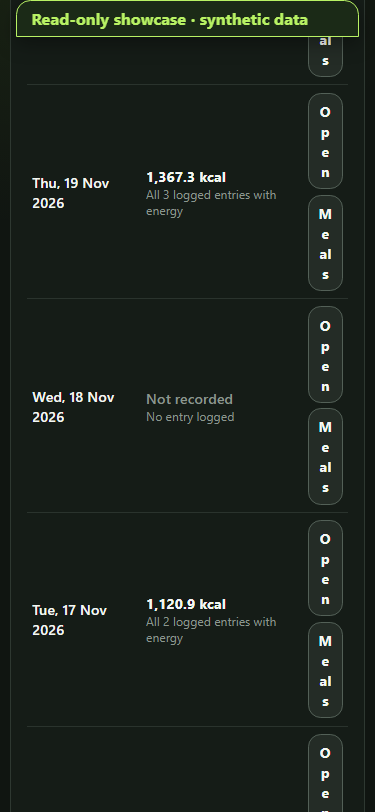 Read-only showcase · synthetic data
al
s
O
p
e
n
Thu, 19 Nov
2026
1,367.3 kcal
All 3 logged entries with
energy
M
e
al
s
O
p
e
n
Wed, 18 Nov
2026
Not recorded
No entry logged
M
e
al
s
O
p
e
n
Tue, 17 Nov
2026
1,120.9 kcal
All 2 logged entries with
energy
M
e
al
s
O
p
e
n